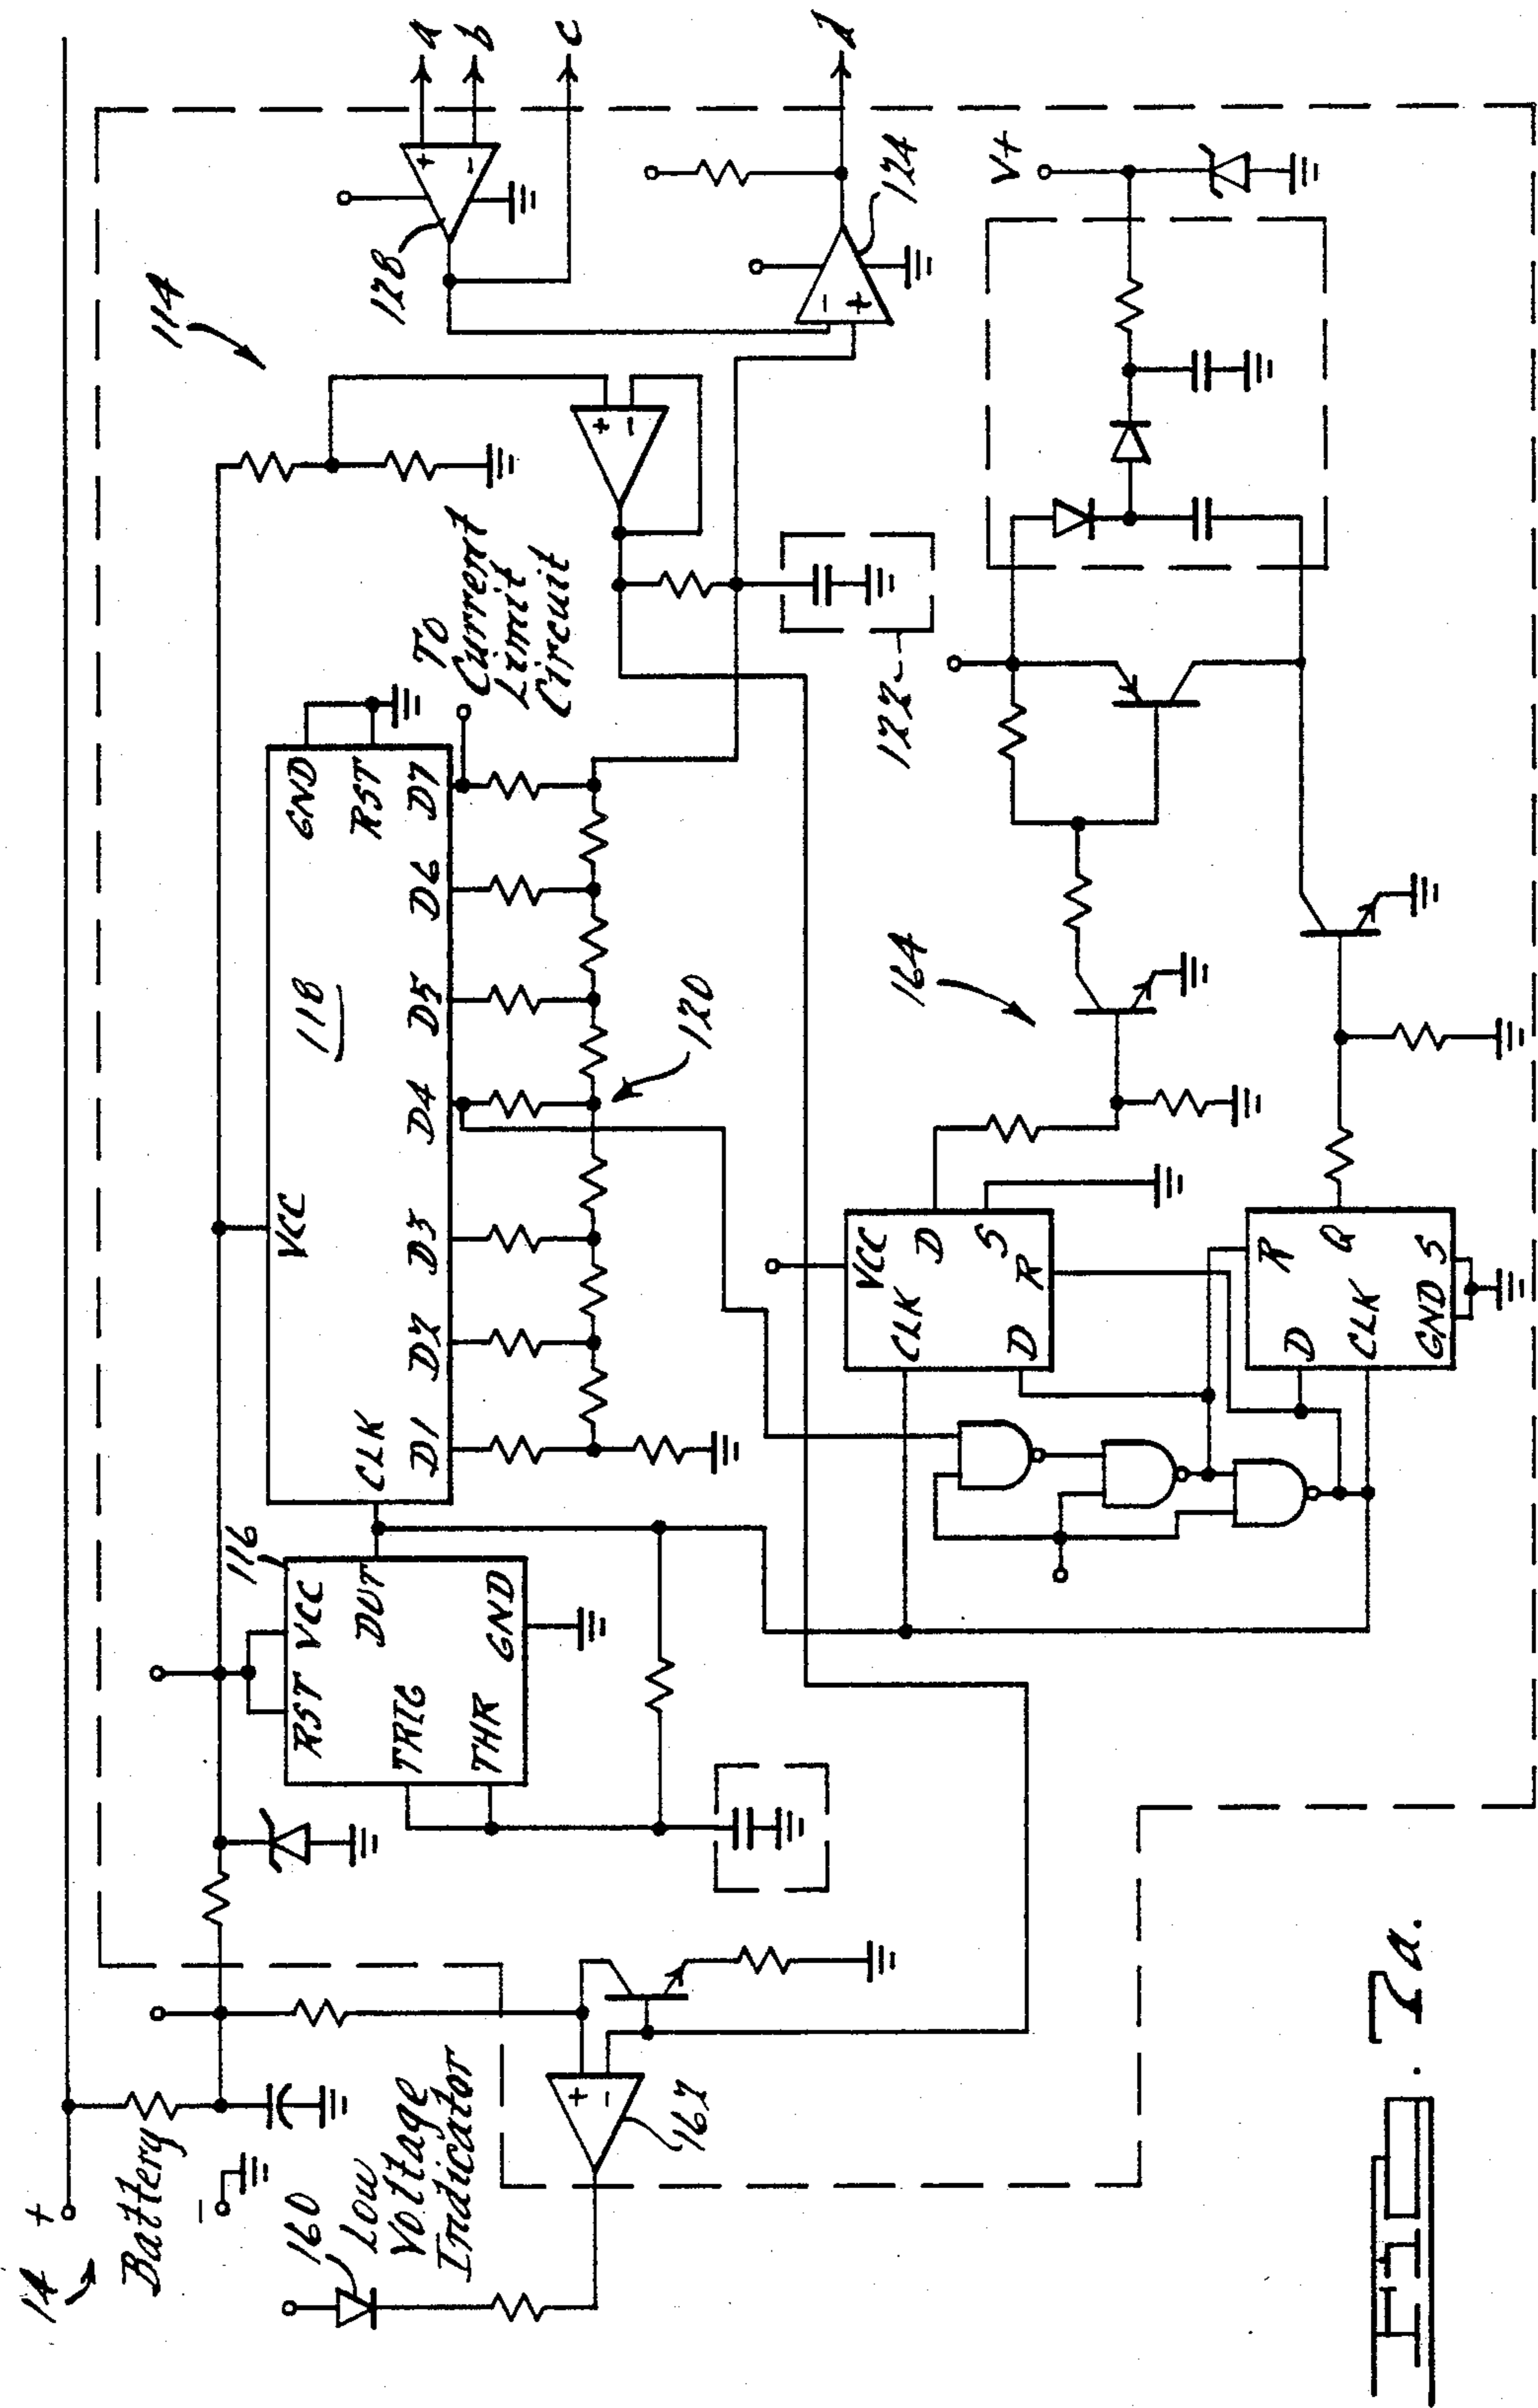 14
+
Battery
−
160
Low
Voltage
Indicator
162
116
RST VCC
OUT
TRIG
THR
GND
114
118
VCC
CLK
GND
RST
D1 D2 D3 D4 D5 D6 D7
120
To
Current
Limit
Circuit
+
−
+
−
122
128
+
−
a
b
c
−
+
124
d
164
VCC
CLK
D
S
D
R
R
D
Q
CLK
GND S
V+
Fig. 7a.